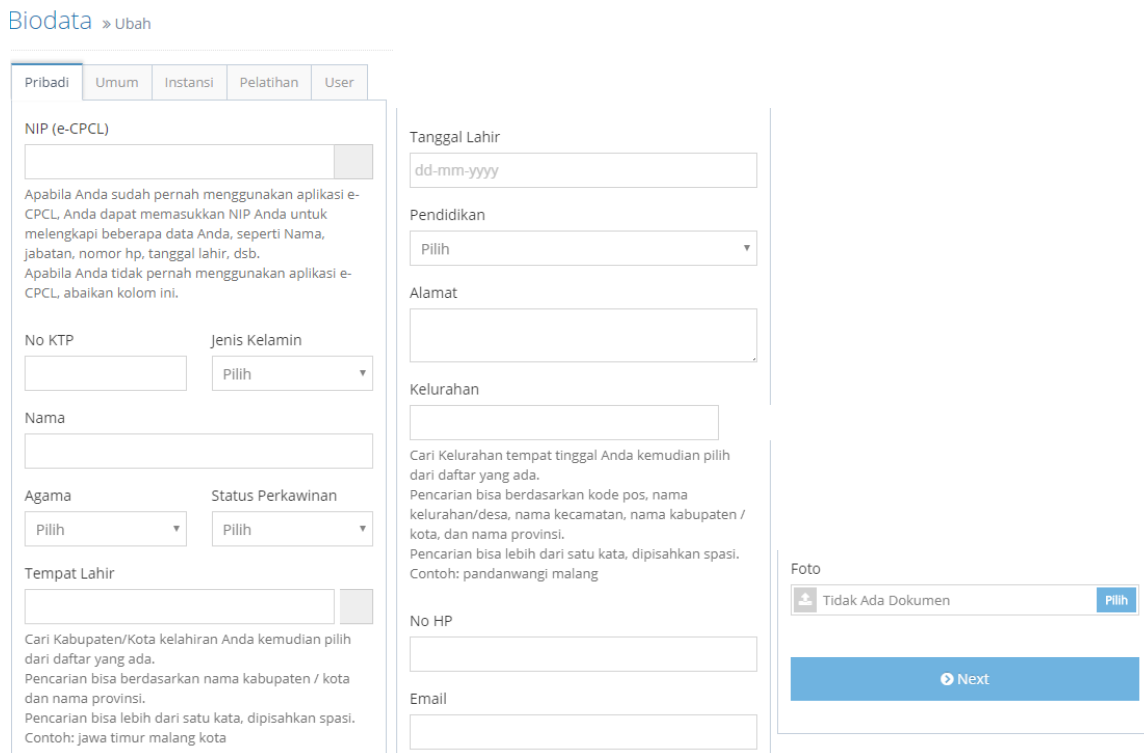 Biodata » Ubah
Pribadi Umum Instansi Pelatihan User
NIP (e-CPCL)
Apabila Anda sudah pernah menggunakan aplikasi e-
CPCL, Anda dapat memasukkan NIP Anda untuk
melengkapi beberapa data Anda, seperti Nama,
jabatan, nomor hp, tanggal lahir, dsb.
Apabila Anda tidak pernah menggunakan aplikasi e-
CPCL, abaikan kolom ini.
No KTP Jenis Kelamin
Pilih
Nama
Agama Status Perkawinan
Pilih Pilih
Tempat Lahir
Cari Kabupaten/Kota kelahiran Anda kemudian pilih
dari daftar yang ada.
Pencarian bisa berdasarkan nama kabupaten / kota
dan nama provinsi.
Pencarian bisa lebih dari satu kata, dipisahkan spasi.
Contoh: jawa timur malang kota
Tanggal Lahir
dd-mm-yyyy
Pendidikan
Pilih
Alamat
Kelurahan
Cari Kelurahan tempat tinggal Anda kemudian pilih
dari daftar yang ada.
Pencarian bisa berdasarkan kode pos, nama
kelurahan/desa, nama kecamatan, nama kabupaten /
kota, dan nama provinsi.
Pencarian bisa lebih dari satu kata, dipisahkan spasi.
Contoh: pandanwangi malang
No HP
Email
Foto
Tidak Ada Dokumen Pilih
Next